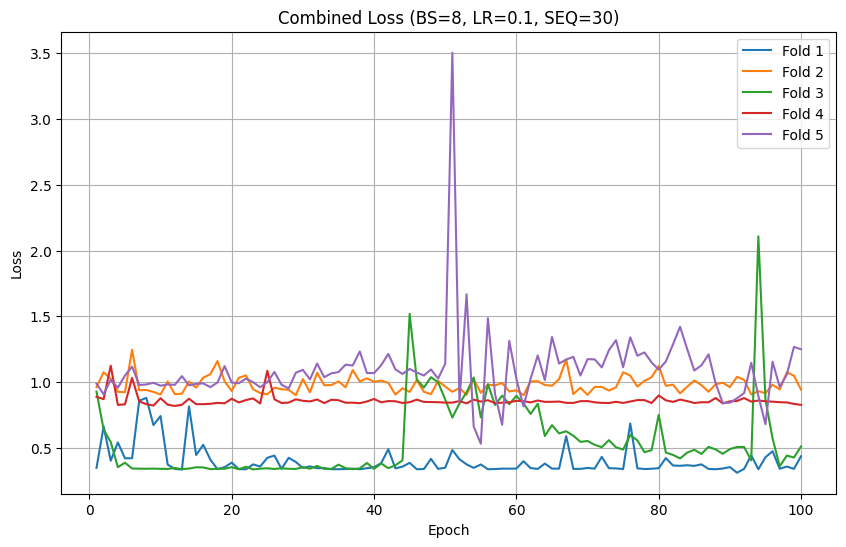 Combined Loss (BS=8, LR=0.1, SEQ=30)
3.5
3.0
2.5
2.0
1.5
1.0
0.5
Loss
Fold 1
Fold 2
Fold 3
Fold 4
Fold 5
0 20 40 60 80 100
Epoch